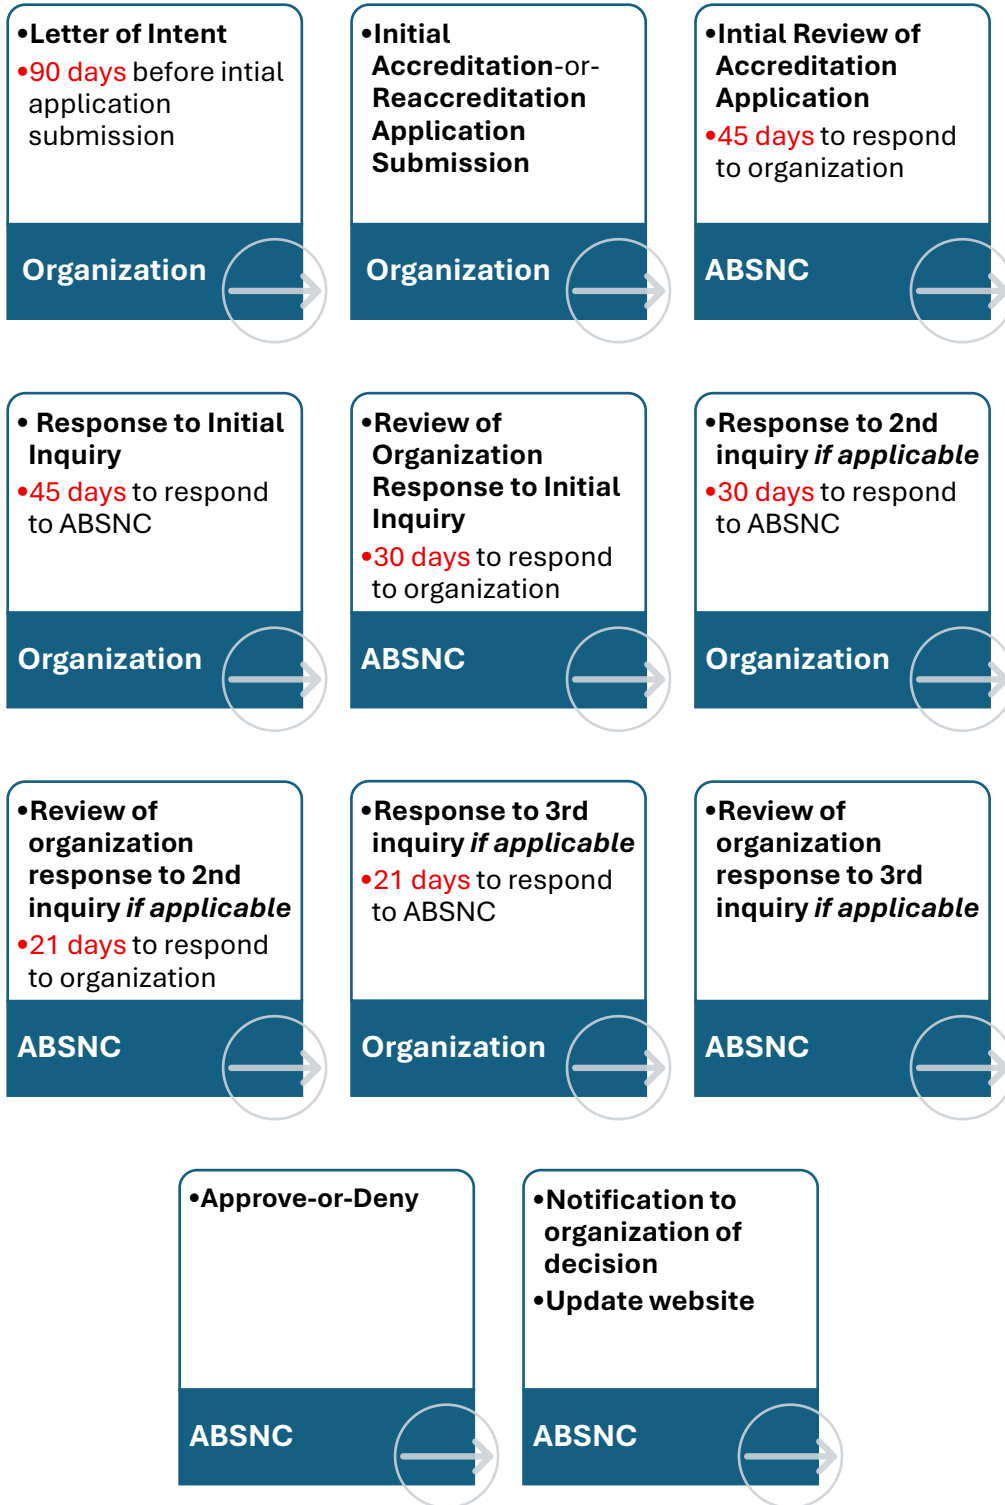 •Letter of Intent
•90 days before intial
application
submission
Organization
•Initial
Accreditation-or-
Reaccreditation
Application
Submission
Organization
•Intial Review of
Accreditation
Application
•45 days to respond
to organization
ABSNC
• Response to Initial
Inquiry
•45 days to respond
to ABSNC
Organization
•Review of
Organization
Response to Initial
Inquiry
•30 days to respond
to organization
ABSNC
•Response to 2nd
inquiry if applicable
•30 days to respond
to ABSNC
Organization
•Review of
organization
response to 2nd
inquiry if applicable
•21 days to respond
to organization
ABSNC
•Response to 3rd
inquiry if applicable
•21 days to respond
to ABSNC
Organization
•Review of
organization
response to 3rd
inquiry if applicable
ABSNC
•Approve-or-Deny
ABSNC
•Notification to
organization of
decision
•Update website
ABSNC